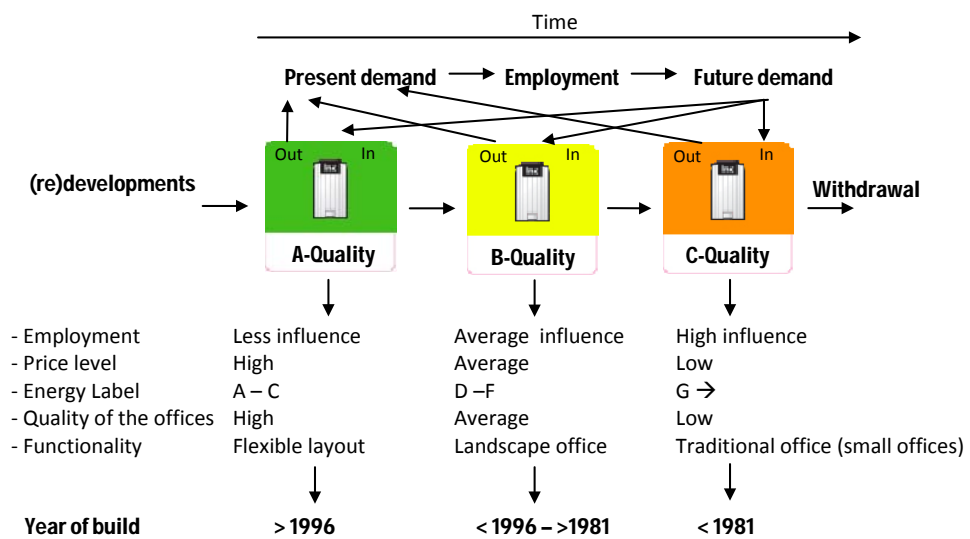 Time
Present demand Employment Future demand
Out In Out In Out In
(re)developments Withdrawal
A-Quality B-Quality C-Quality
- Employment Less influence Average influence High influence
- Price level High Average Low
- Energy Label A – C D –F G →
- Quality of the offices High Average Low
- Functionality Flexible layout Landscape office Traditional office (small offices)
Year of build > 1996 < 1996 – >1981 < 1981